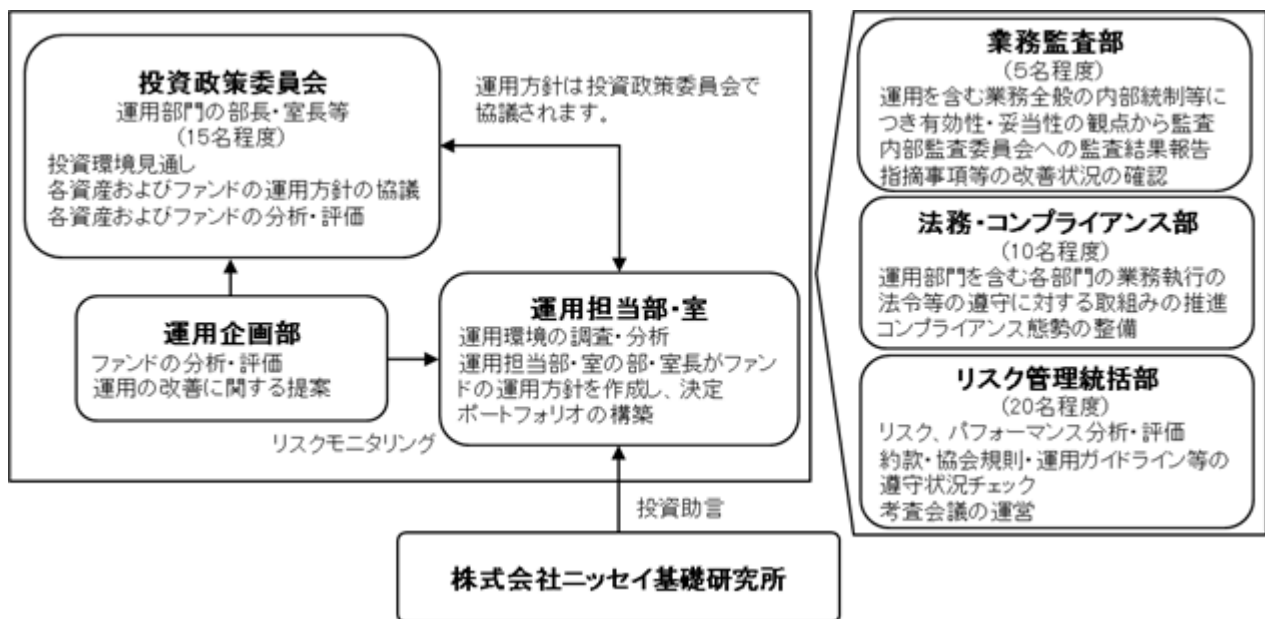 投資政策委員会
運用部門の部長・室長等
(15名程度)
投資環境見通し
各資産およびファンドの運用方針の協議
各資産およびファンドの分析・評価
運用方針は投資政策委員会で
協議されます。
運用企画部
ファンドの分析・評価
運用の改善に関する提案
リスクモニタリング
運用担当部・室
運用環境の調査・分析
運用担当部・室の部・室長がファン
ドの運用方針を作成し、決定
ポートフォリオの構築
投資助言
株式会社ニッセイ基礎研究所
業務監査部
(5名程度)
運用を含む業務全般の内部統制等に
つき有効性・妥当性の観点から監査
内部監査委員会への監査結果報告
指摘事項等の改善状況の確認
法務・コンプライアンス部
(10名程度)
運用部門を含む各部門の業務執行の
法令等の遵守に対する取組みの推進
コンプライアンス態勢の整備
リスク管理統括部
(20名程度)
リスク、パフォーマンス分析・評価
約款・協会規則・運用ガイドライン等の
遵守状況チェック
考査会議の運営